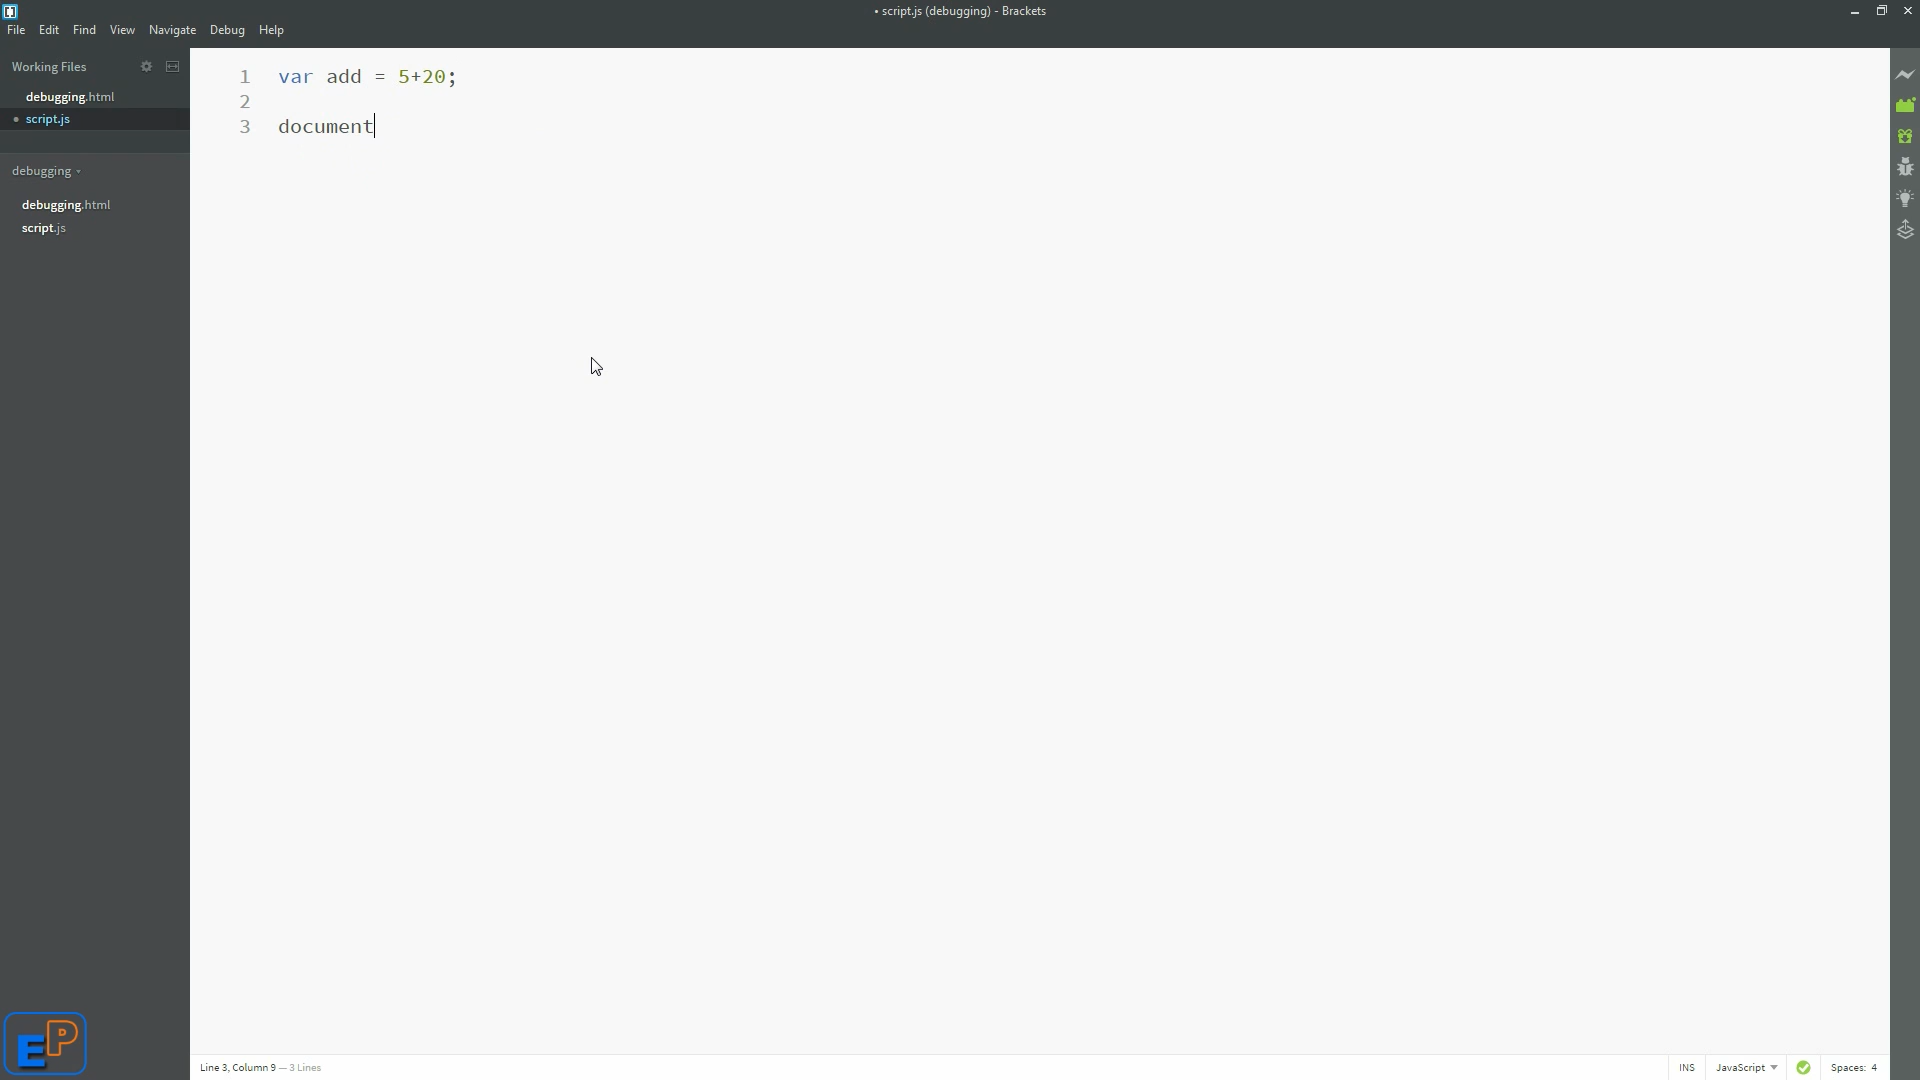 • script.js (debugging) - Brackets
File Edit Find View Navigate Debug Help
Working Files
debugging.html
• script.js
debugging
debugging.html
script.js
1 var add = 5+20;
2
3 document
EP
Line 3, Column 9 — 3 Lines
INS JavaScript Spaces: 4